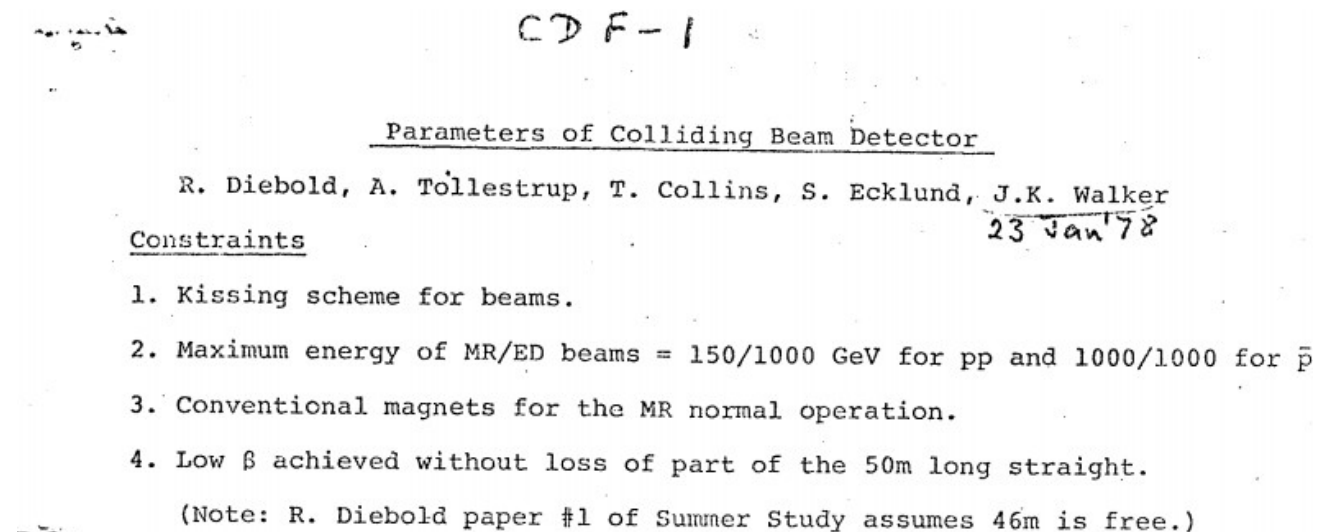 CDF-1
Parameters of Colliding Beam Detector
R. Diebold, A. Tollestrup, T. Collins, S. Ecklund, J.K. Walker
23 Jan '78
Constraints
1. Kissing scheme for beams.
2. Maximum energy of MR/ED beams = 150/1000 GeV for pp and 1000/1000 for p̄
3. Conventional magnets for the MR normal operation.
4. Low β achieved without loss of part of the 50m long straight.
(Note: R. Diebold paper #1 of Summer Study assumes 46m is free.)